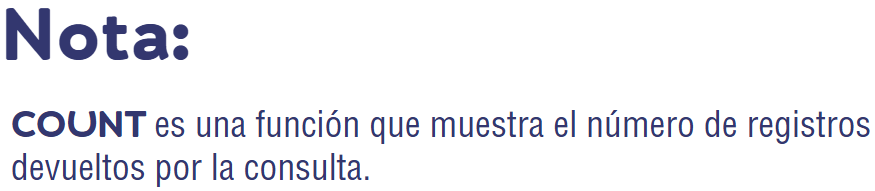 Nota:
COUNT es una función que muestra el número de registros
devueltos por la consulta.